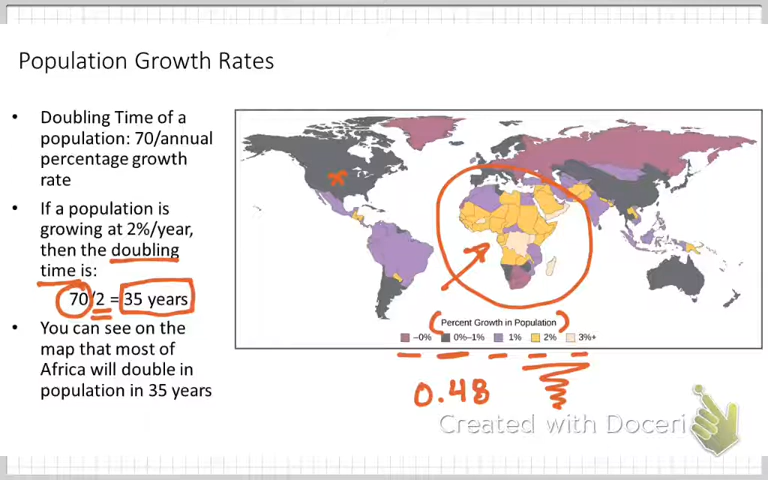 Population Growth Rates
• Doubling Time of a
population: 70/annual
percentage growth
rate
• If a population is
growing at 2%/year,
then the doubling
time is:
70/2 = 35 years
• You can see on the
map that most of
Africa will double in
population in 35 years
Percent Growth in Population
–0% 0%–1% 1% 2% 3%+
0.48
Created with Doceri